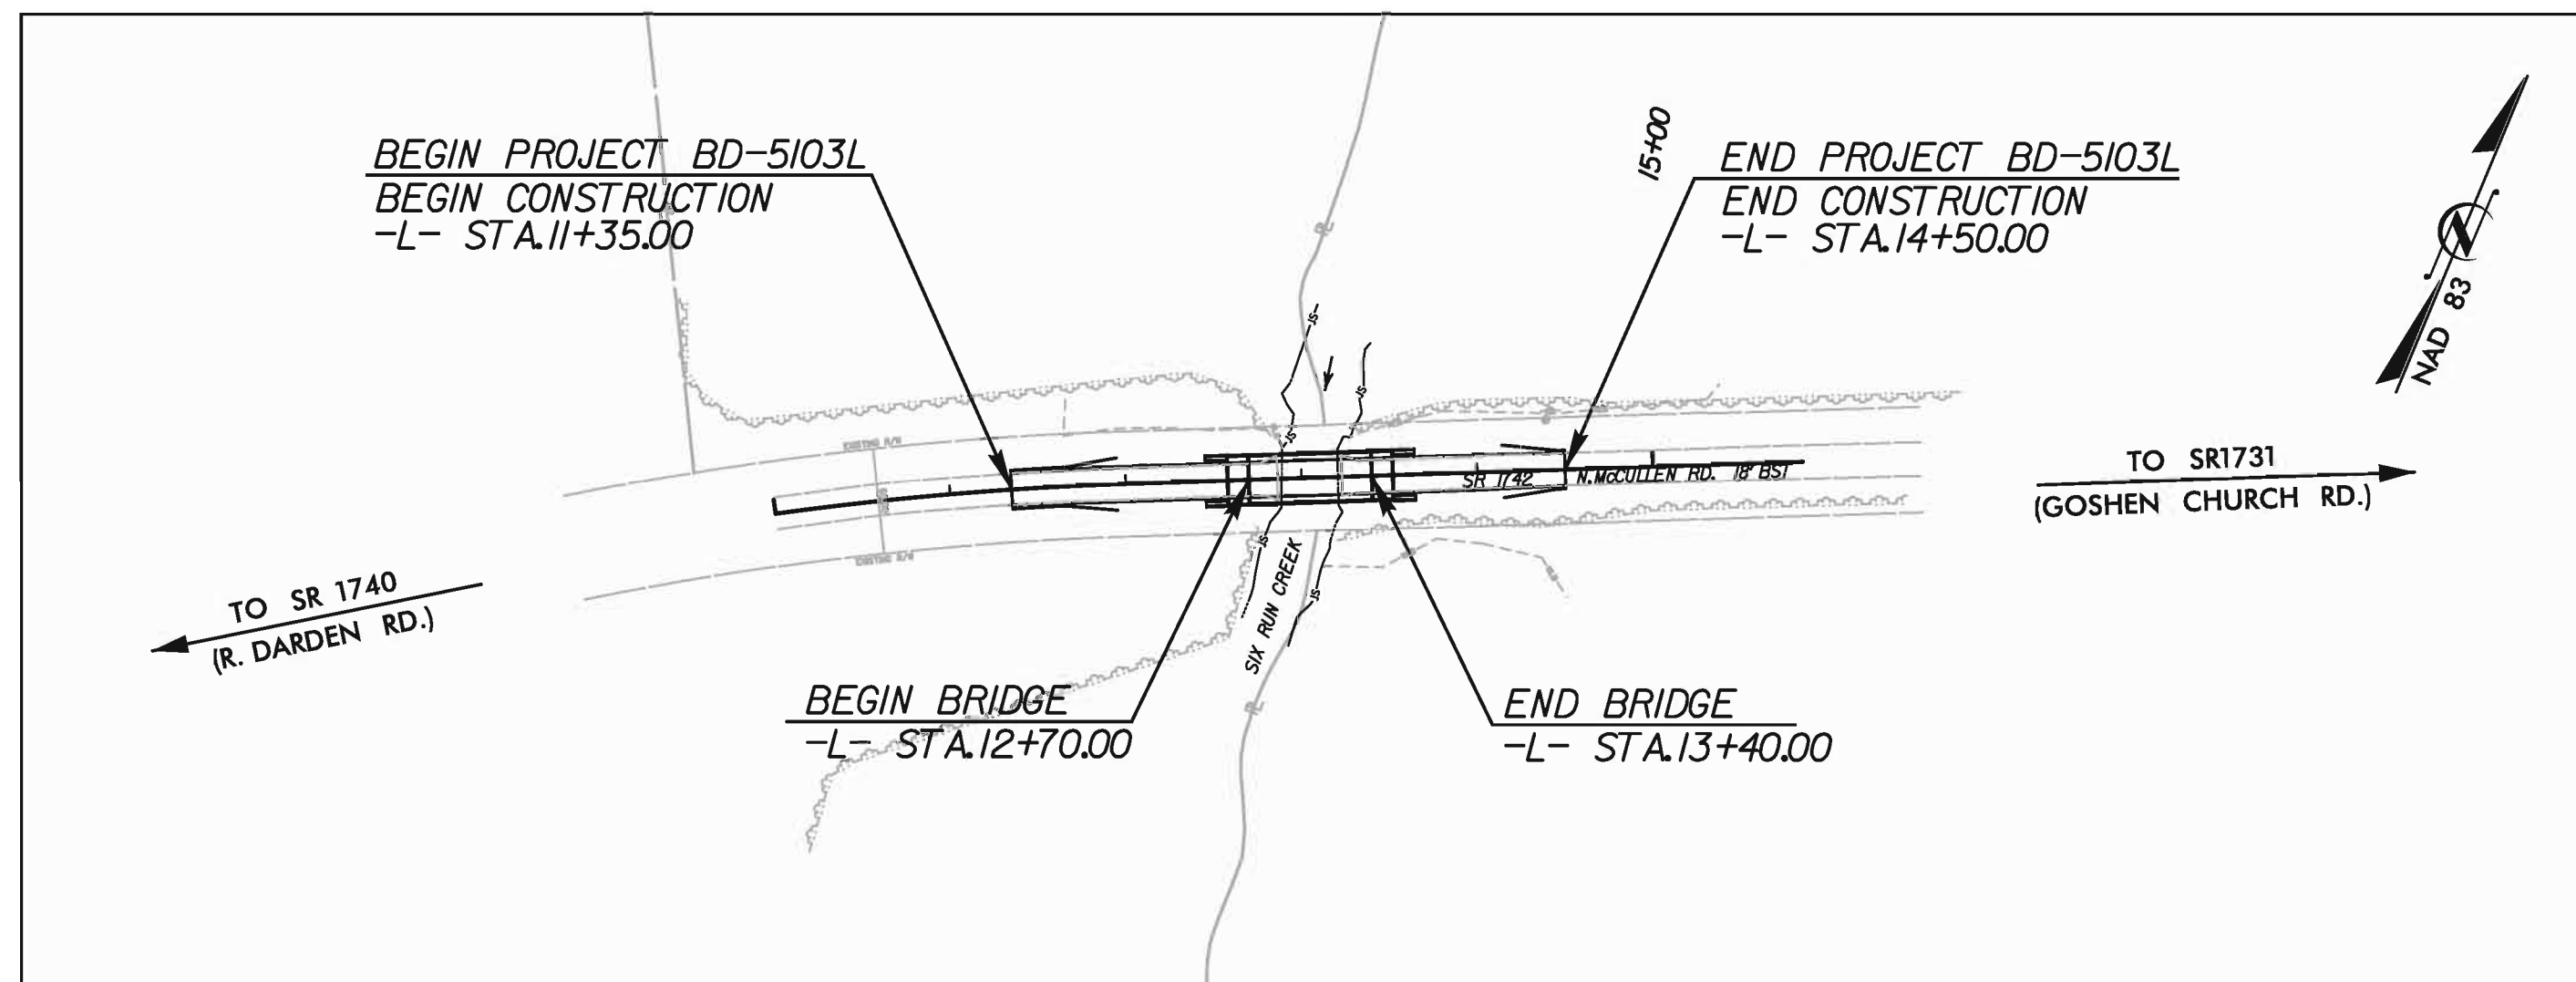 BEGIN PROJECT BD-5103L
BEGIN CONSTRUCTION
-L- STA.11+35.00
15+00
END PROJECT BD-5103L
END CONSTRUCTION
-L- STA.14+50.00
NAD 83
N
TO SR1731
(GOSHEN CHURCH RD.)
EXISTING R/W
SR 1742
N.McCULLEN RD. 18' BST
EXISTING R/W
TO SR 1740
(R. DARDEN RD.)
SIX RUN CREEK
BEGIN BRIDGE
-L- STA.12+70.00
END BRIDGE
-L- STA.13+40.00